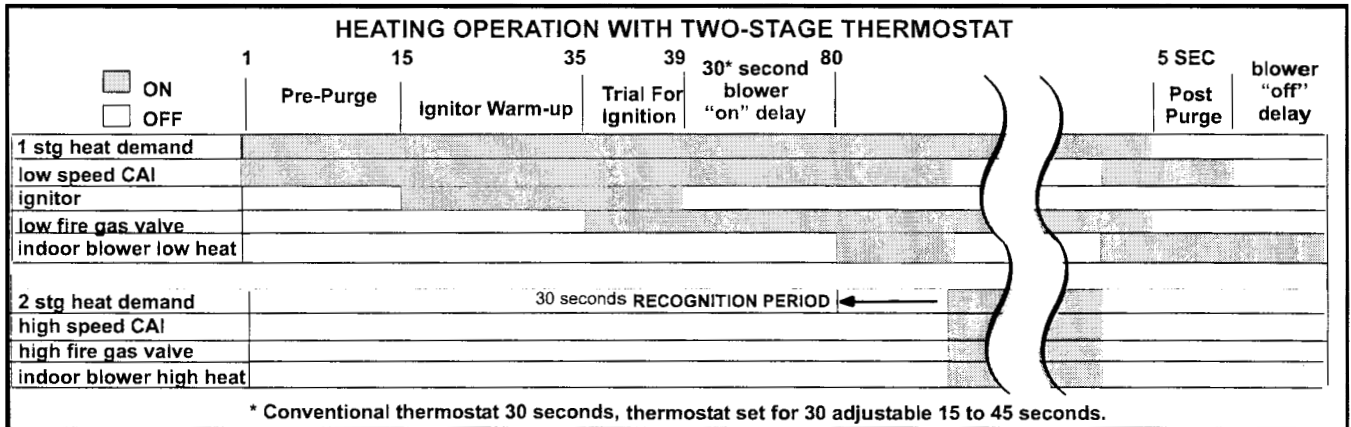 HEATING OPERATION WITH TWO-STAGE THERMOSTAT
1 15 35 39 30* second blower "on" delay 80 5 SEC blower "off" delay
ON
OFF
Pre-Purge
Ignitor Warm-up
Trial For Ignition
Post Purge
1 stg heat demand
low speed CAI
ignitor
low fire gas valve
indoor blower low heat
2 stg heat demand 30 seconds RECOGNITION PERIOD
high speed CAI
high fire gas valve
indoor blower high heat
* Conventional thermostat 30 seconds, thermostat set for 30 adjustable 15 to 45 seconds.